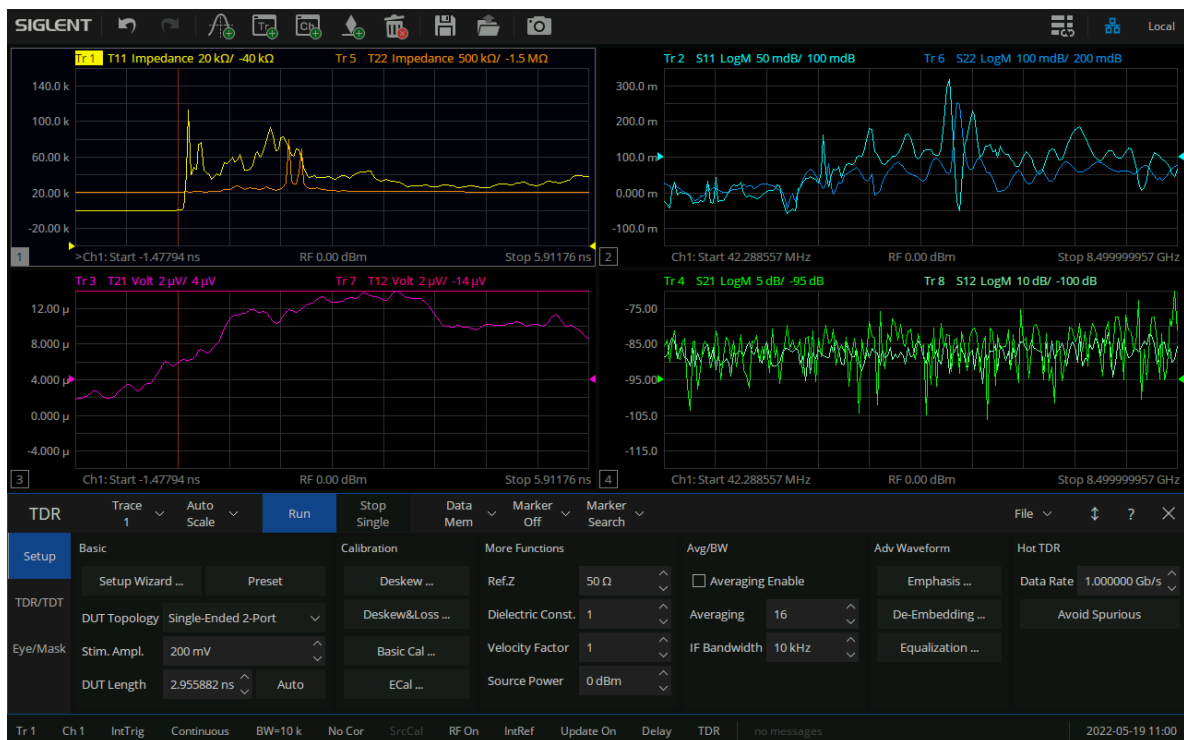 SIGLENT Tr Ch Local
Tr 1 T11 Impedance 20 kΩ/ -40 kΩ Tr 5 T22 Impedance 500 kΩ/ -1.5 MΩ
140.0 k
100.0 k
60.00 k
20.00 k
-20.00 k
1 >Ch1: Start -1.47794 ns RF 0.00 dBm Stop 5.91176 ns
Tr 2 S11 LogM 50 mdB/ 100 mdB Tr 6 S22 LogM 100 mdB/ 200 mdB
300.0 m
200.0 m
100.0 m
0.000 m
-100.0 m
2 Ch1: Start 42.288557 MHz RF 0.00 dBm Stop 8.499999957 GHz
Tr 3 T21 Volt 2 µV/ 4 µV Tr 7 T12 Volt 2 µV/ -14 µV
12.00 µ
8.000 µ
4.000 µ
0.000 µ
-4.000 µ
3 Ch1: Start -1.47794 ns RF 0.00 dBm Stop 5.91176 ns
Tr 4 S21 LogM 5 dB/ -95 dB Tr 8 S12 LogM 10 dB/ -100 dB
-75.00
-85.00
-95.00
-105.0
-115.0
4 Ch1: Start 42.288557 MHz RF 0.00 dBm Stop 8.499999957 GHz
TDR Trace 1 Auto Scale Run Stop Single Data Mem Marker Off Marker Search File ?
Setup Basic Calibration More Functions Avg/BW Adv Waveform Hot TDR
Setup Wizard ... Preset Deskew ... Ref.Z 50 Ω Averaging Enable Emphasis ... Data Rate 1.000000 Gb/s
TDR/TDT DUT Topology Single-Ended 2-Port Deskew&Loss ... Dielectric Const. 1 Averaging 16 De-Embedding ... Avoid Spurious
Eye/Mask Stim. Ampl. 200 mV Basic Cal ... Velocity Factor 1 IF Bandwidth 10 kHz Equalization ...
DUT Length 2.955882 ns Auto ECal ... Source Power 0 dBm
Tr 1 Ch 1 IntTrig Continuous BW=10 k No Cor SrcCal RF On IntRef Update On Delay TDR no messages 2022-05-19 11:00